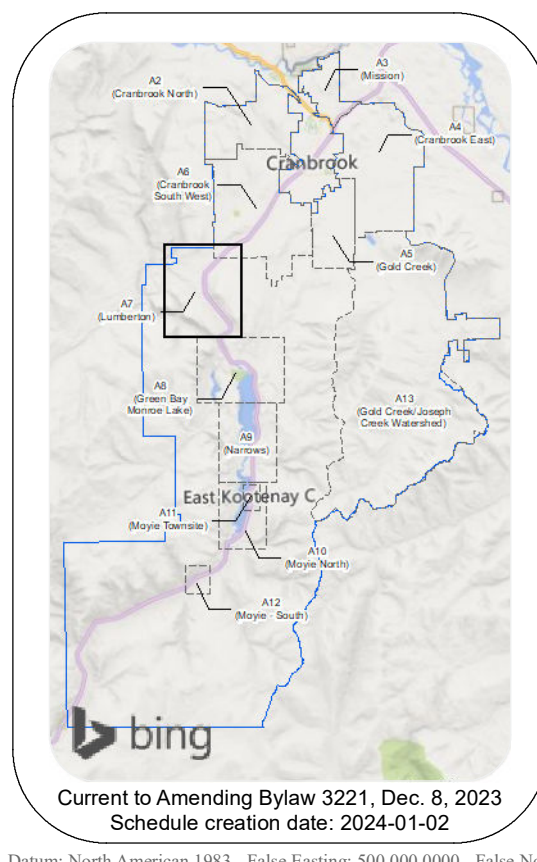 A3
(Mission)
A2
(Cranbrook North)
A4
(Cranbrook East)
Cranbrook
A6
(Cranbrook
South West)
A5
(Gold Creek)
A7
(Lumberton)
A8
(Green Bay
Monroe Lake)
A13
(Gold Creek/Joseph
Creek Watershed)
A9
(Narrows)
East Kootenay C
A11
(Moyie Townsite)
A10
(Moyie North)
A12
(Moyie - South)
bing
Current to Amending Bylaw 3221, Dec. 8, 2023
Schedule creation date: 2024-01-02
Datum: North American 1983 False Easting: 500,000.0000 False No